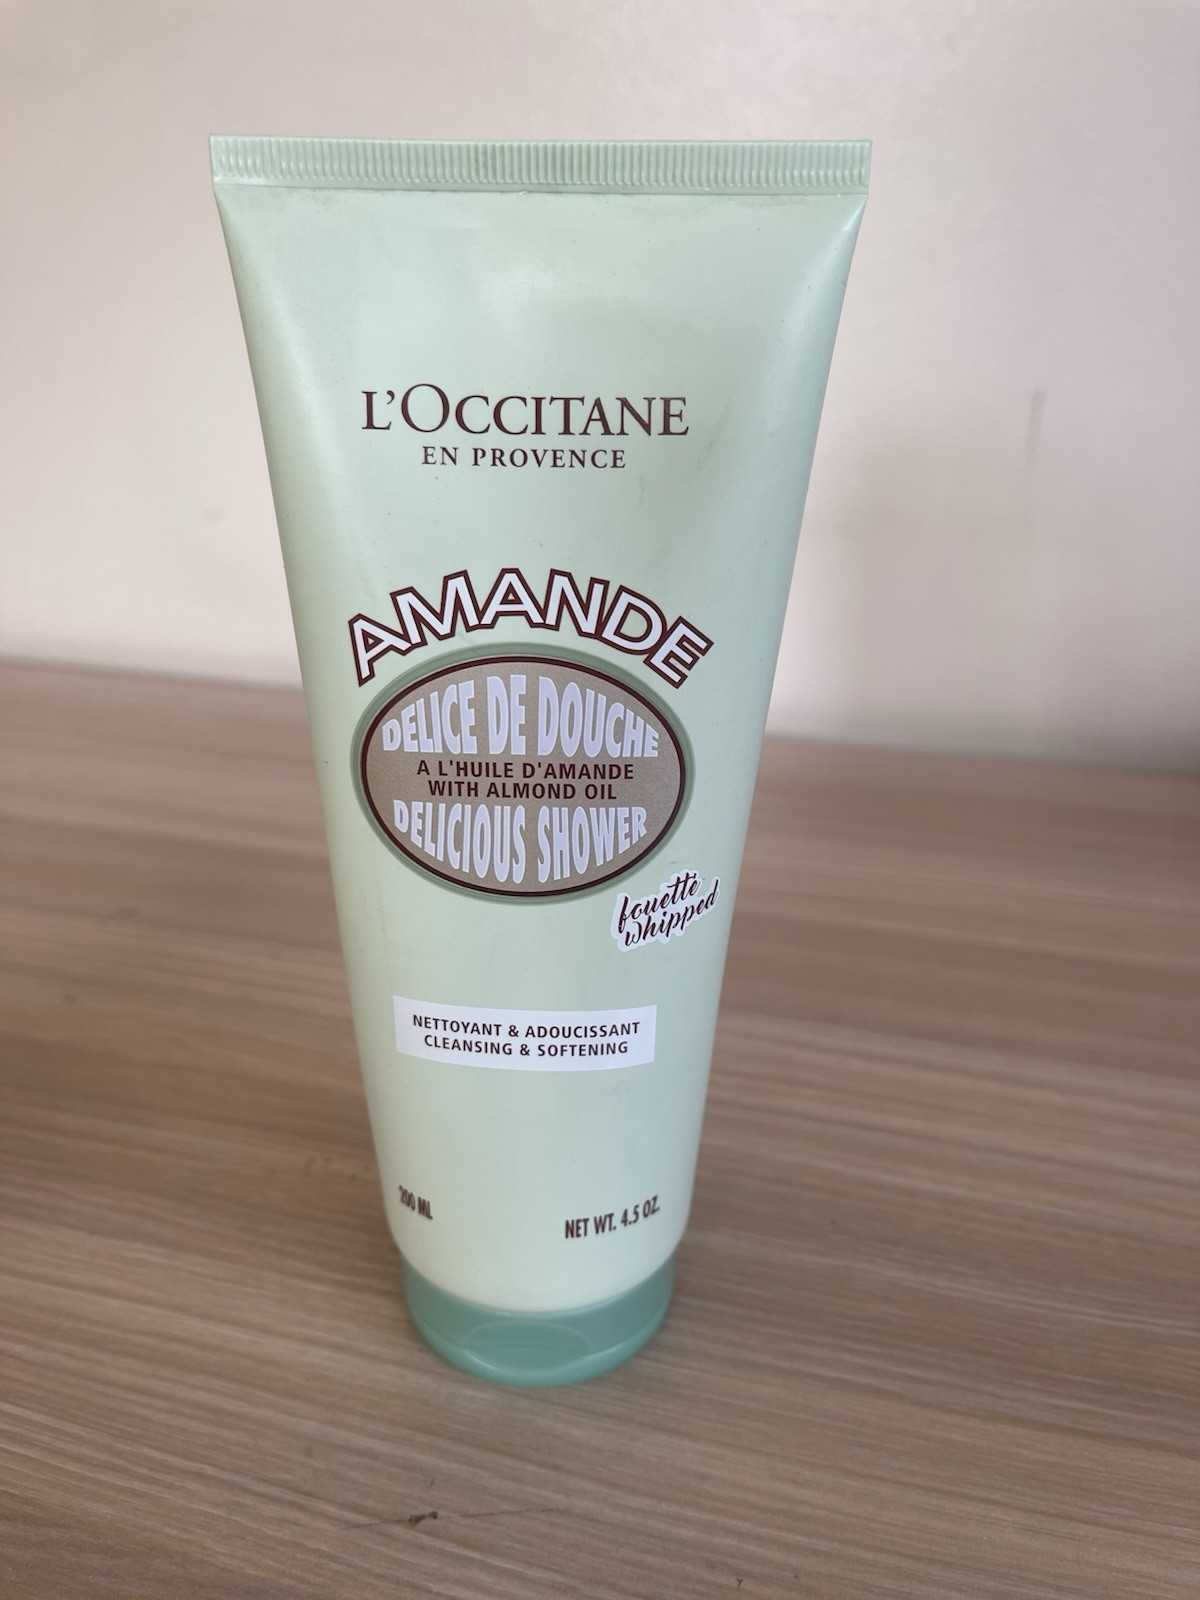 L'OCCITANE
EN PROVENCE
AMANDE
DELICE DE DOUCHE
A L'HUILE D'AMANDE
WITH ALMOND OIL
DELICIOUS SHOWER
fouetté
whipped
NETTOYANT & ADOUCISSANT
CLEANSING & SOFTENING
200 ML
NET WT. 4.5 OZ.